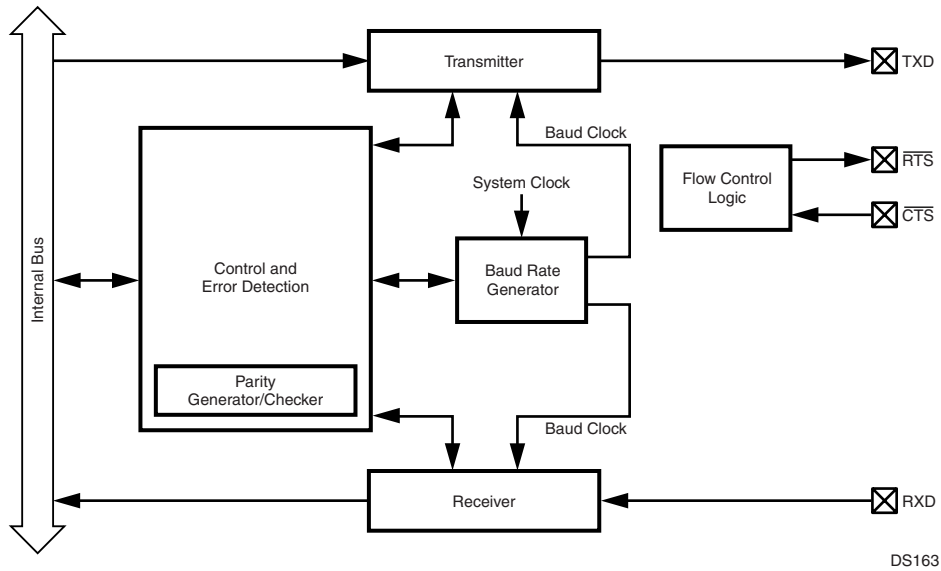 Transmitter
TXD
Baud Clock
RTS
System Clock
Flow Control
Logic
CTS
Internal Bus
Control and
Error Detection
Baud Rate
Generator
Parity
Generator/Checker
Baud Clock
Receiver
RXD
DS163